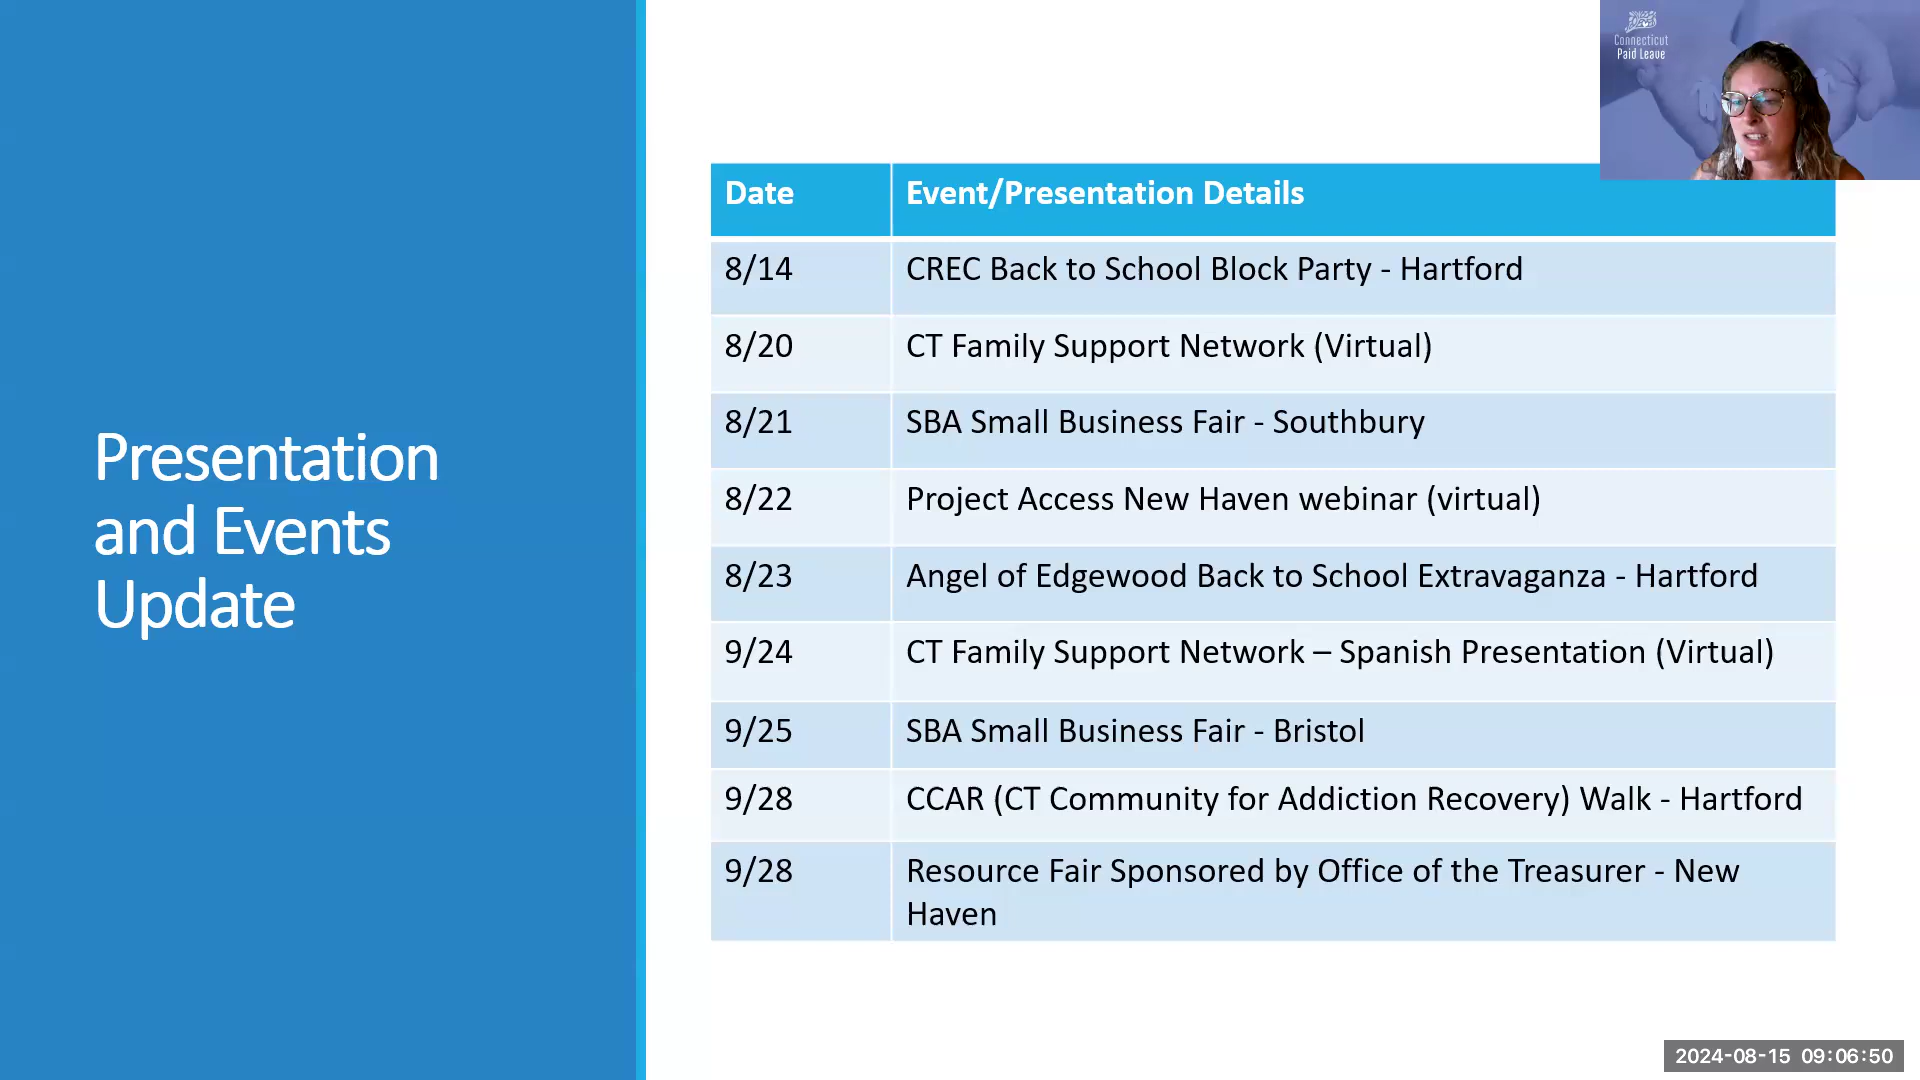 Connecticut
Paid Leave
Presentation
and Events
Update
Date Event/Presentation Details
8/14 CREC Back to School Block Party - Hartford
8/20 CT Family Support Network (Virtual)
8/21 SBA Small Business Fair - Southbury
8/22 Project Access New Haven webinar (virtual)
8/23 Angel of Edgewood Back to School Extravaganza - Hartford
9/24 CT Family Support Network – Spanish Presentation (Virtual)
9/25 SBA Small Business Fair - Bristol
9/28 CCAR (CT Community for Addiction Recovery) Walk - Hartford
9/28 Resource Fair Sponsored by Office of the Treasurer - New
Haven
2024-08-15 09:06:50